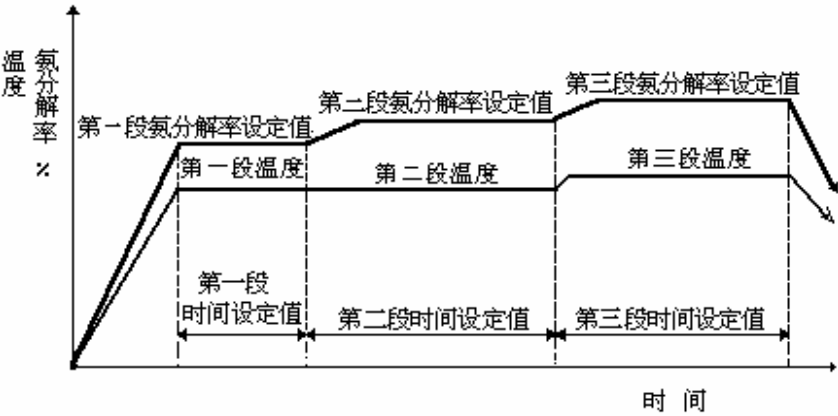 氨分解率%
温度
第三段氨分解率设定值
第二段氨分解率设定值
第一段氨分解率设定值
第一段温度
第二段温度
第三段温度
第一段
时间设定值
第二段时间设定值
第三段时间设定值
时 间